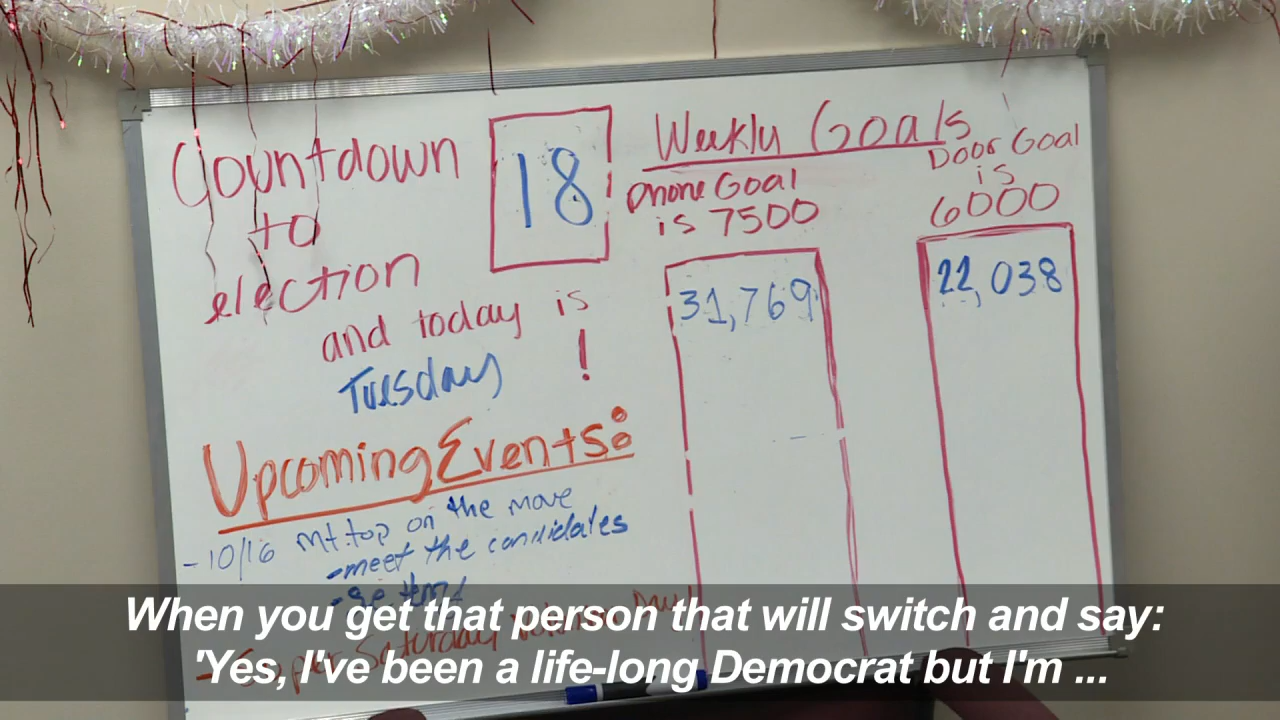 Countdown
to
election
18
and today is
Tuesday !
Weekly Goals
Phone Goal
is 7500
31,769
Door Goal
is
6000
22,038
Upcoming Events:
-10/16 Mt.top on the move
-meet the candidates
- Super Saturday
When you get that person that will switch and say:
'Yes, I've been a life-long Democrat but I'm ...